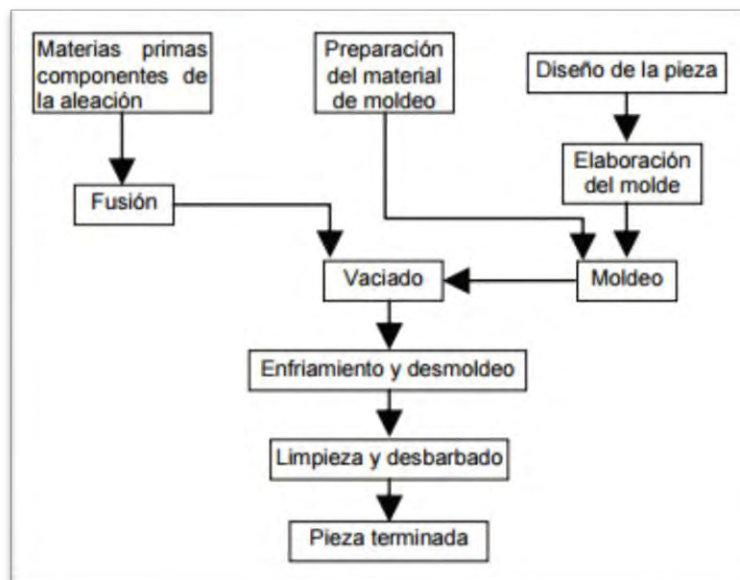 Materias primas
componentes de
la aleación
Preparación
del material
de moldeo
Diseño de la pieza
Elaboración
del molde
Fusión
Vaciado
Moldeo
Enfriamiento y desmoldeo
Limpieza y desbarbado
Pieza terminada